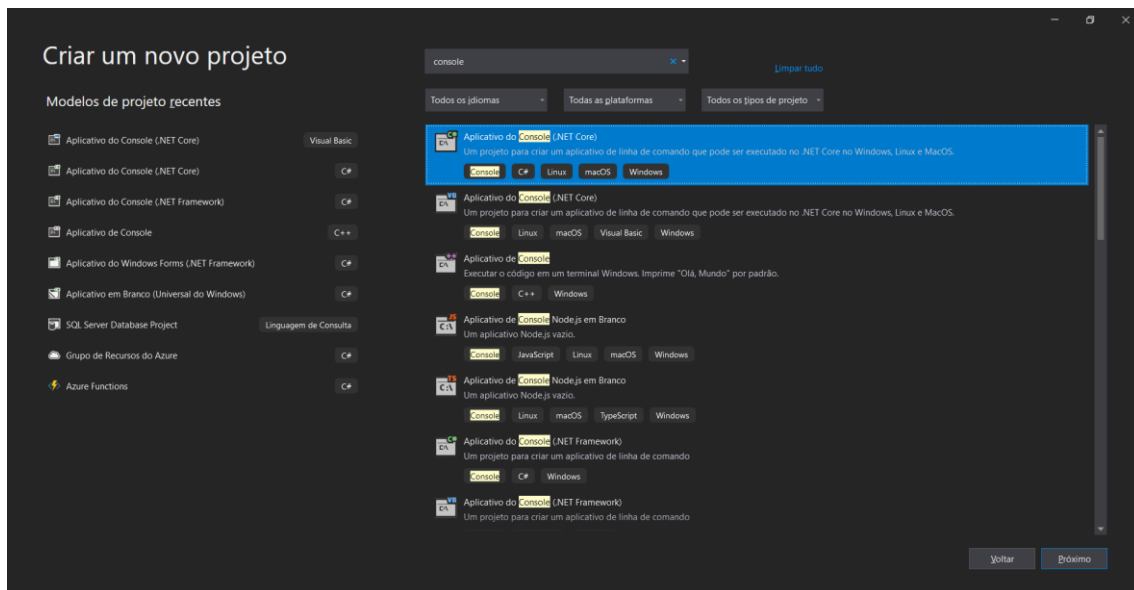 Criar um novo projeto
Modelos de projeto recentes
Aplicativo do Console (.NET Core) Visual Basic
Aplicativo do Console (.NET Core) C#
Aplicativo do Console (.NET Framework) C#
Aplicativo de Console C++
Aplicativo do Windows Forms (.NET Framework) C#
Aplicativo em Branco (Universal do Windows) C#
SQL Server Database Project Linguagem de Consulta
Grupo de Recursos do Azure C#
Azure Functions C#
console
Limpar tudo
Todos os idiomas Todas as plataformas Todos os tipos de projeto
Aplicativo do Console (.NET Core)
Um projeto para criar um aplicativo de linha de comando que pode ser executado no .NET Core no Windows, Linux e MacOS.
Console C# Linux macOS Windows
Aplicativo do Console (.NET Core)
Um projeto para criar um aplicativo de linha de comando que pode ser executado no .NET Core no Windows, Linux e MacOS.
Console Linux macOS Visual Basic Windows
Aplicativo de Console
Executar o código em um terminal Windows. Imprime "Olá, Mundo" por padrão.
Console C++ Windows
Aplicativo de Console Node.js em Branco
Um aplicativo Node.js vazio.
Console JavaScript Linux macOS Windows
Aplicativo de Console Node.js em Branco
Um aplicativo Node.js vazio.
Console Linux macOS TypeScript Windows
Aplicativo do Console (.NET Framework)
Um projeto para criar um aplicativo de linha de comando
Console C# Windows
Aplicativo do Console (.NET Framework)
Um projeto para criar um aplicativo de linha de comando
Voltar Próximo